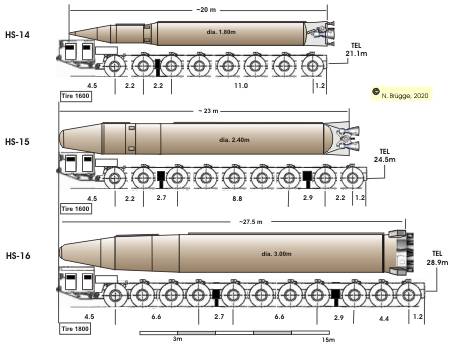 ~20 m
HS-14
dia. 1.80m
TEL
21.1m
4.5 2.2 2.2 11.0 1.2
Tire 1600
© N. Brügge, 2020
~ 23 m
HS-15
dia. 2.40m
TEL
24.5m
4.5 2.2 2.7 8.8 2.9 2.2 1.2
Tire 1600
~27.5 m
HS-16
dia. 3.00m
TEL
28.9m
4.5 6.6 2.7 6.6 2.9 4.4 1.2
Tire 1800
3m 15m